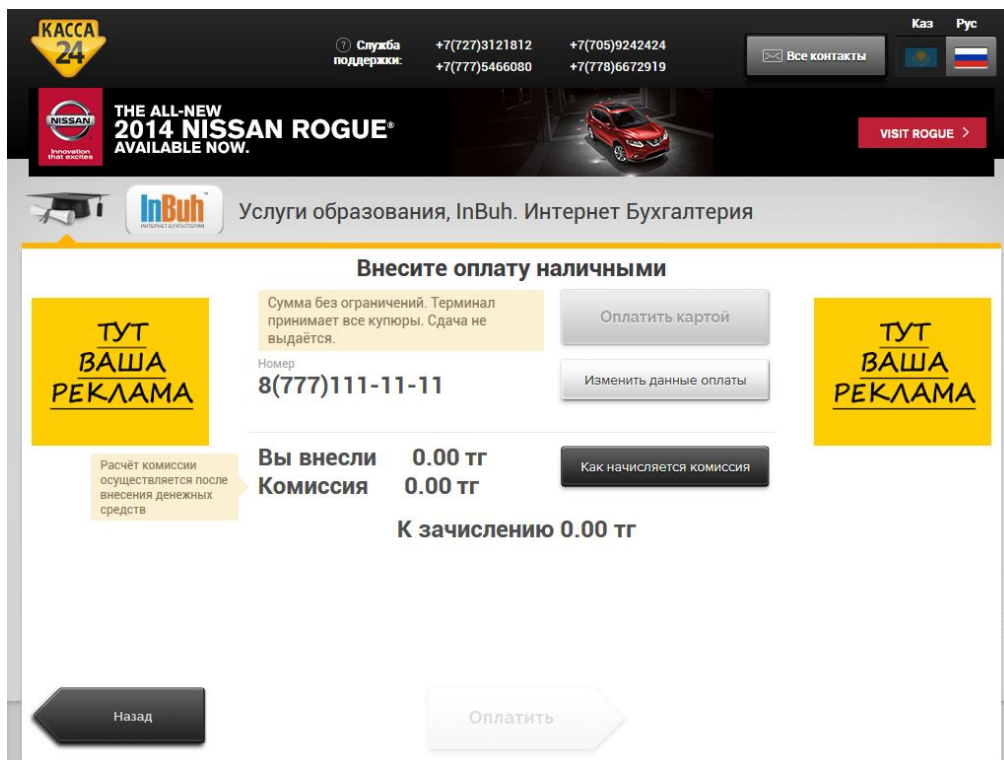 КАССА
24
Служба
поддержки:
+7(727)3121812
+7(777)5466080
+7(705)9242424
+7(778)6672919
Все контакты
Каз
Рус
NISSAN
Innovation
that excites
THE ALL-NEW
2014 NISSAN ROGUE®
AVAILABLE NOW.
VISIT ROGUE >
InBuh™
ИНТЕРНЕТ БУХГАЛТЕРИЯ
Услуги образования, InBuh. Интернет Бухгалтерия
Внесите оплату наличными
ТУТ
ВАША
РЕКЛАМА
Сумма без ограничений. Терминал
принимает все купюры. Сдача не
выдаётся.
Оплатить картой
ТУТ
ВАША
РЕКЛАМА
Номер
8(777)111-11-11
Изменить данные оплаты
Расчёт комиссии
осуществляется после
внесения денежных
средств
Вы внесли 0.00 тг
Комиссия 0.00 тг
Как начисляется комиссия
К зачислению 0.00 тг
Назад
Оплатить